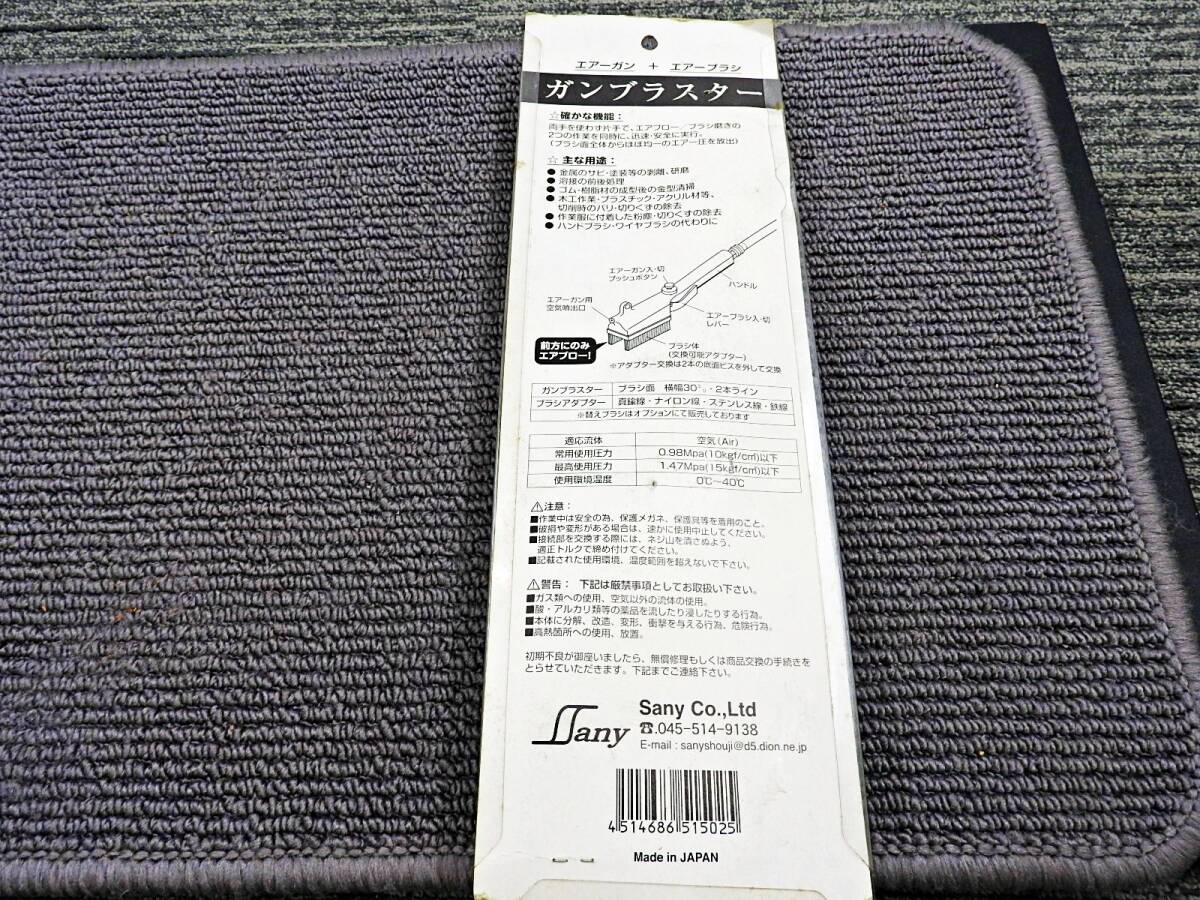 エアーガン + エアーブラシ
ガンブラスター
☆確かな機能：
両手を使わず片手で、エアブロー／ブラシ磨きの
2つの作業を同時に、迅速・安全に実行。
（ブラシ面全体からほぼ均一のエアー圧を放出）
☆ 主な用途：
● 金属のサビ・塗装等の剥離、研磨
● 溶接の前後処理
● ゴム・樹脂材の成型後の金型清掃
● 木工作業・プラスチック・アクリル材等、
切削時のバリ・切りくずの除去
● 作業服に付着した粉塵・切りくずの除去
● ハンドブラシ・ワイヤブラシの代わりに
エアーガン入・切
プッシュボタン
ハンドル
エアーガン用
空気噴出口
エアーブラシ入・切
レバー
前方にのみ
エアブロー！
ブラシ体
（交換可能アダプター）
※アダプター交換は2本の底面ビスを外して交換
ガンブラスター ブラシ面 横幅30㍉・2本ライン
ブラシアダプター 真鍮線・ナイロン線・ステンレス線・鉄線
※替えブラシはオプションにて販売しております
適応流体 空気(Air)
常用使用圧力 0.98Mpa(10kgf/c㎡)以下
最高使用圧力 1.47Mpa(15kgf/c㎡)以下
使用環境温度 0℃～40℃
⚠注意：
■作業中は安全の為、保護メガネ、保護具等を着用のこと。
■破損や変形がある場合は、速かに使用中止してください。
■接続部を交換する際には、ネジ山を潰さぬよう、
適正トルクで締め付けてください。
■記載された使用環境、温度範囲を超えないで下さい。
⚠警告： 下記は厳禁事項としてお取扱い下さい。
■ガス類への使用、空気以外の流体の使用。
■酸・アルカリ類等の薬品を流したり浸したりする行為。
■本体に分解、改造、変形、衝撃を与える行為、危険行為。
■高熱箇所への使用、放置。
初期不良が御座いましたら、無償修理もしくは商品交換の手続きを
とらせていただきます。下記までご連絡下さい。
Sany
Sany Co.,Ltd
☎.045-514-9138
E-mail : sanyshouji@d5.dion.ne.jp
4 514686 515025
Made in JAPAN